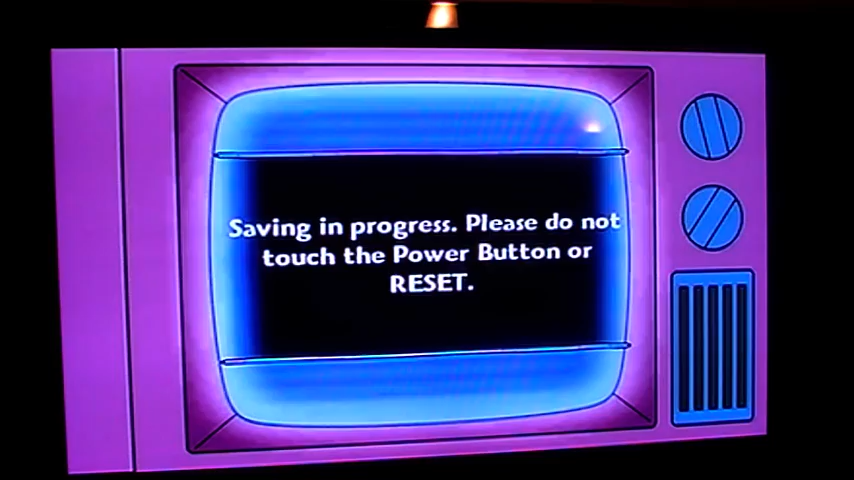 Saving in progress. Please do not
touch the Power Button or
RESET.